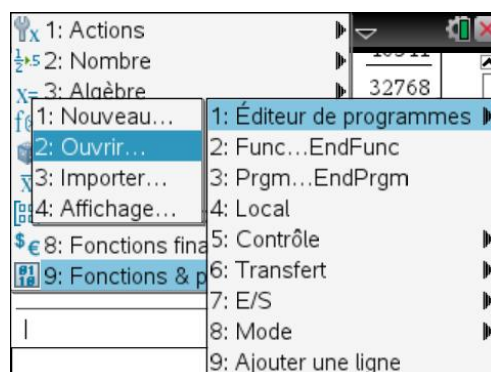 1: Actions
2: Nombre
3: Algèbre
32768
1: Nouveau...
2: Ouvrir...
3: Importer...
4: Affichage...
8: Fonctions fina
9: Fonctions & p
1: Éditeur de programmes
2: Func...EndFunc
3: Prgm...EndPrgm
4: Local
5: Contrôle
6: Transfert
7: E/S
8: Mode
9: Ajouter une ligne